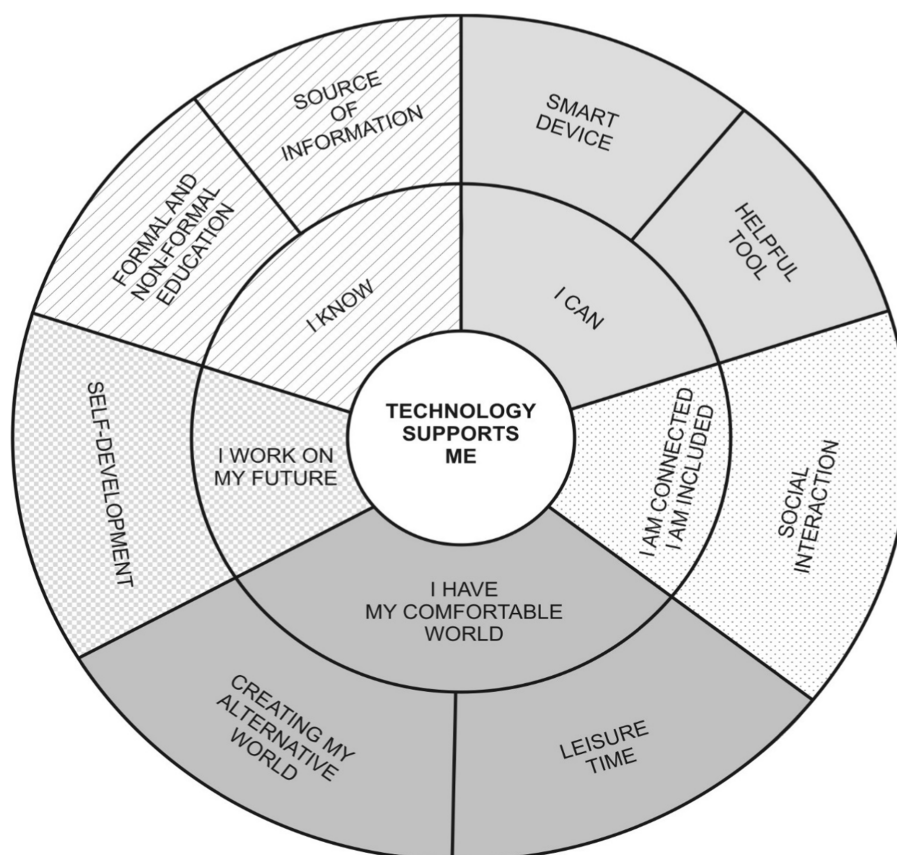 SOURCE
OF
INFORMATION
SMART
DEVICE
FORMAL AND
NON-FORMAL
EDUCATION
HELPFUL
TOOL
I KNOW
I CAN
TECHNOLOGY
SUPPORTS
ME
SELF-DEVELOPMENT
I WORK ON
MY FUTURE
I AM CONNECTED
I AM INCLUDED
SOCIAL
INTERACTION
I HAVE
MY COMFORTABLE
WORLD
CREATING MY
ALTERNATIVE
WORLD
LEISURE
TIME